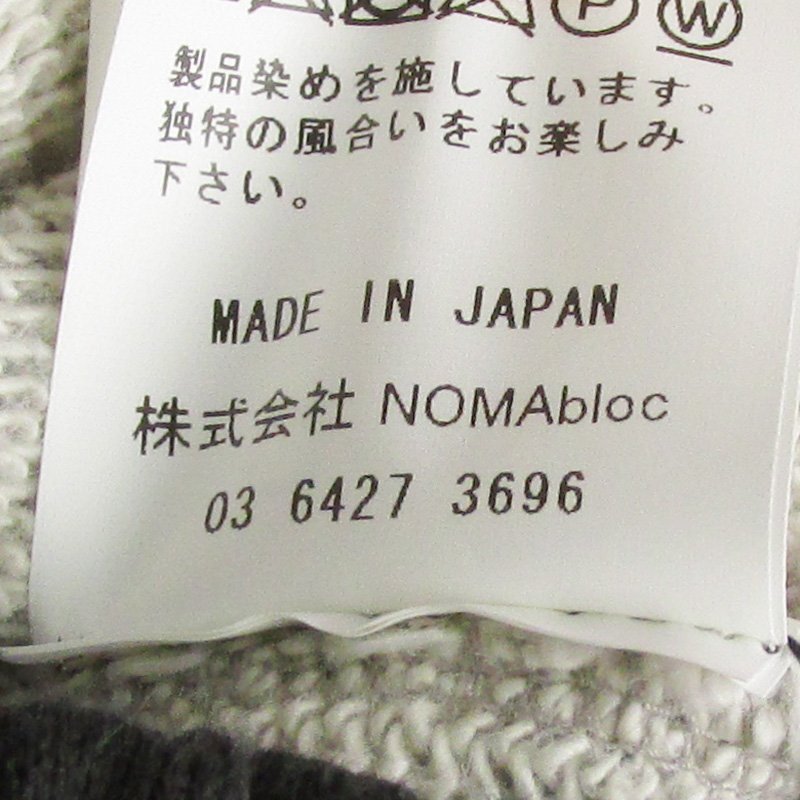 P W
製品染めを施しています。
独特の風合いをお楽しみ
下さい。
MADE IN JAPAN
株式会社 NOMAbloc
03 6427 3696